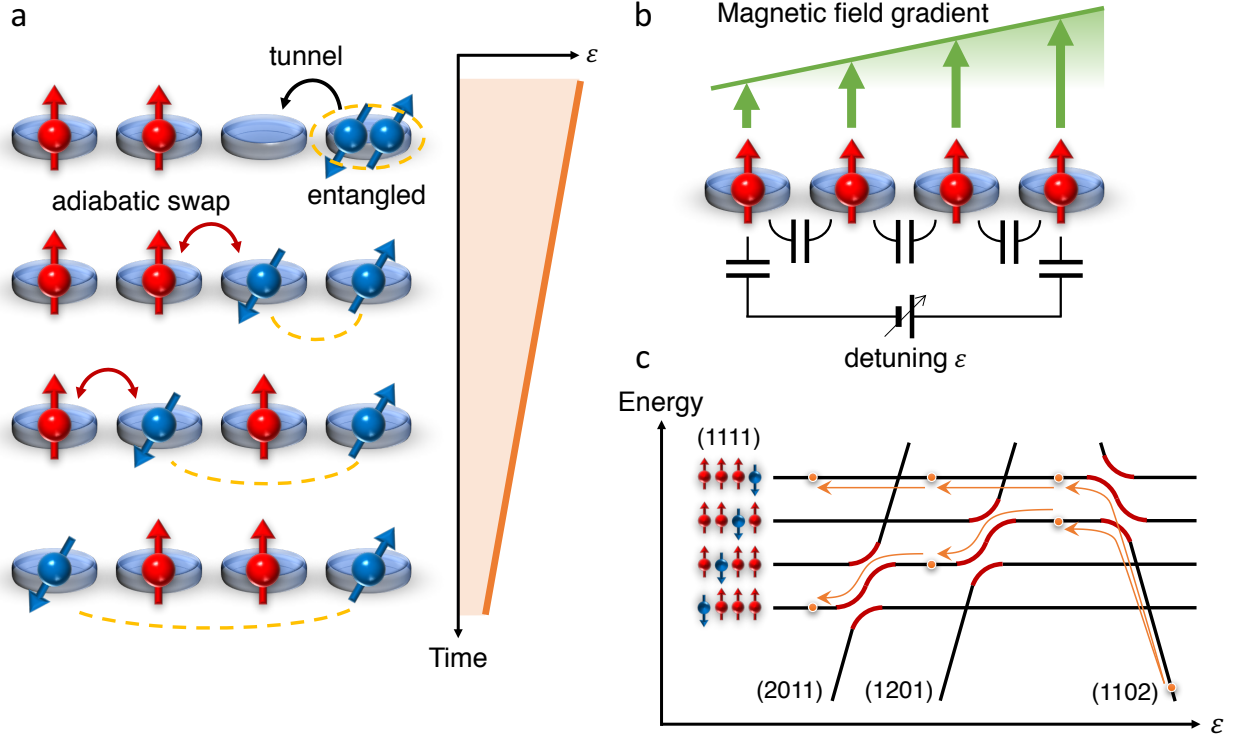 a
ε
tunnel
entangled
adiabatic swap
Time
b
Magnetic field gradient
detuning ε
c
Energy
(1111)
(2011)
(1201)
(1102)
ε